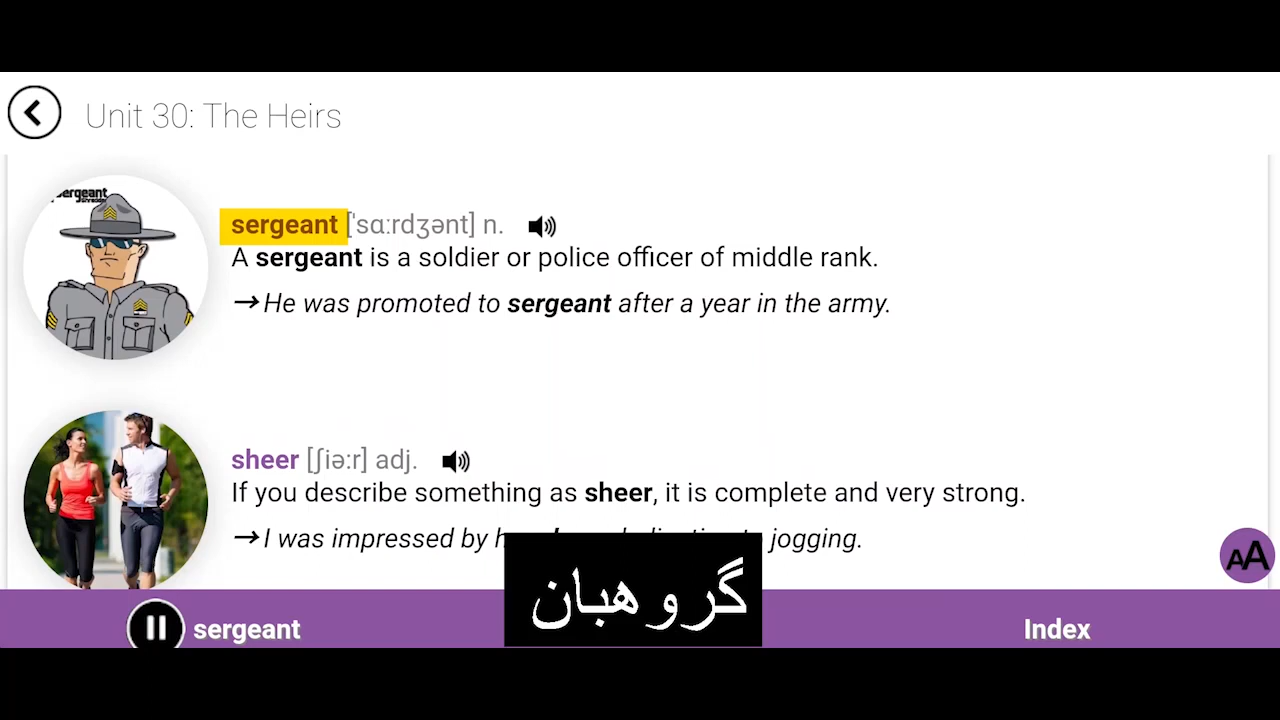 Unit 30: The Heirs
sergeant
sergeant [ˈsɑːrdʒənt] n.
A sergeant is a soldier or police officer of middle rank.
→ He was promoted to sergeant after a year in the army.
sheer [ʃiəːr] adj.
If you describe something as sheer, it is complete and very strong.
→ I was impressed by jogging.
AA
گروهبان
sergeant
Index